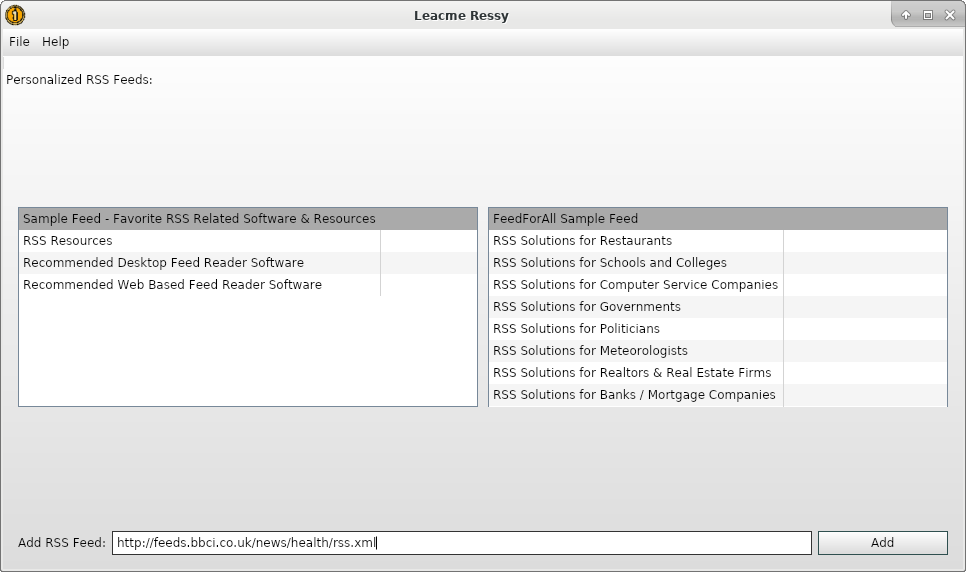 Leacme Ressy
File Help
Personalized RSS Feeds:
Sample Feed - Favorite RSS Related Software & Resources
RSS Resources
Recommended Desktop Feed Reader Software
Recommended Web Based Feed Reader Software
FeedForAll Sample Feed
RSS Solutions for Restaurants
RSS Solutions for Schools and Colleges
RSS Solutions for Computer Service Companies
RSS Solutions for Governments
RSS Solutions for Politicians
RSS Solutions for Meteorologists
RSS Solutions for Realtors & Real Estate Firms
RSS Solutions for Banks / Mortgage Companies
Add RSS Feed: http://feeds.bbci.co.uk/news/health/rss.xml Add